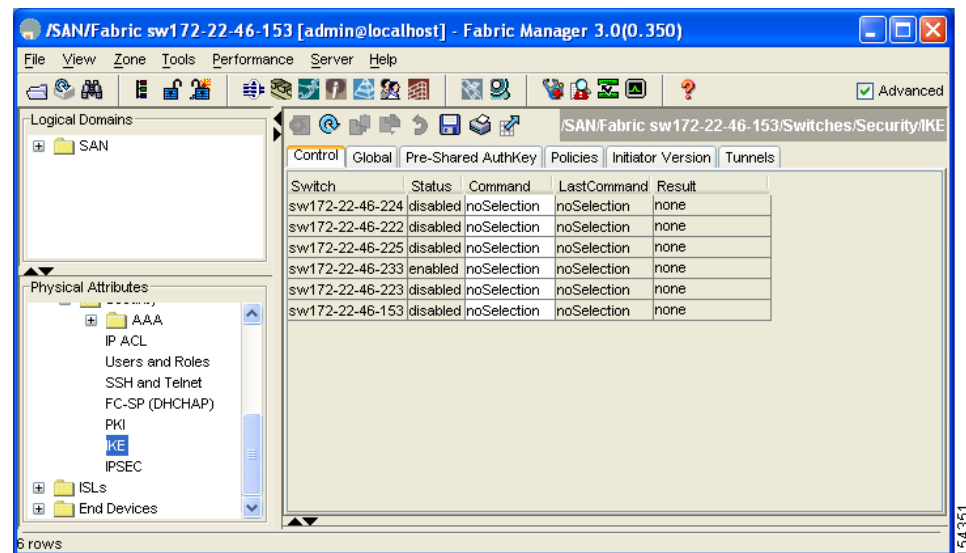 /SAN/Fabric sw172-22-46-153 [admin@localhost] - Fabric Manager 3.0(0.350)
File View Zone Tools Performance Server Help
Advanced
Logical Domains
SAN
/SAN/Fabric sw172-22-46-153/Switches/Security/IKE
Control Global Pre-Shared AuthKey Policies Initiator Version Tunnels
Switch Status Command LastCommand Result
sw172-22-46-224 disabled noSelection noSelection none
sw172-22-46-222 disabled noSelection noSelection none
sw172-22-46-225 disabled noSelection noSelection none
sw172-22-46-233 enabled noSelection noSelection none
sw172-22-46-223 disabled noSelection noSelection none
sw172-22-46-153 disabled noSelection noSelection none
Physical Attributes
AAA
IP ACL
Users and Roles
SSH and Telnet
FC-SP (DHCHAP)
PKI
IKE
IPSEC
ISLs
End Devices
6 rows